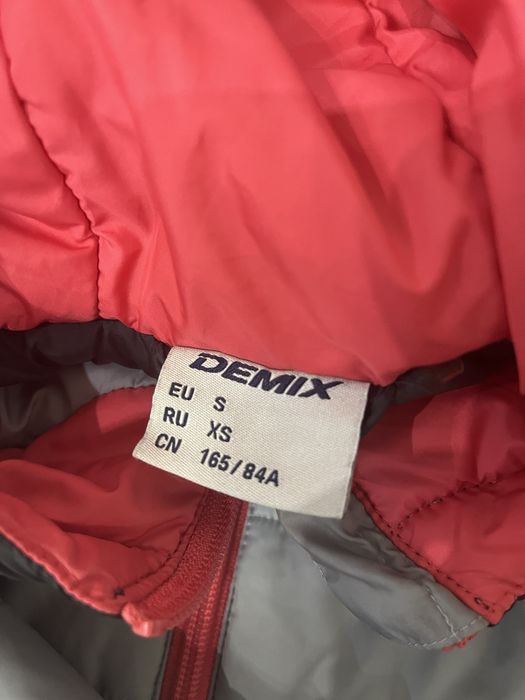 DEMIX
EU S
RU XS
CN 165/84A